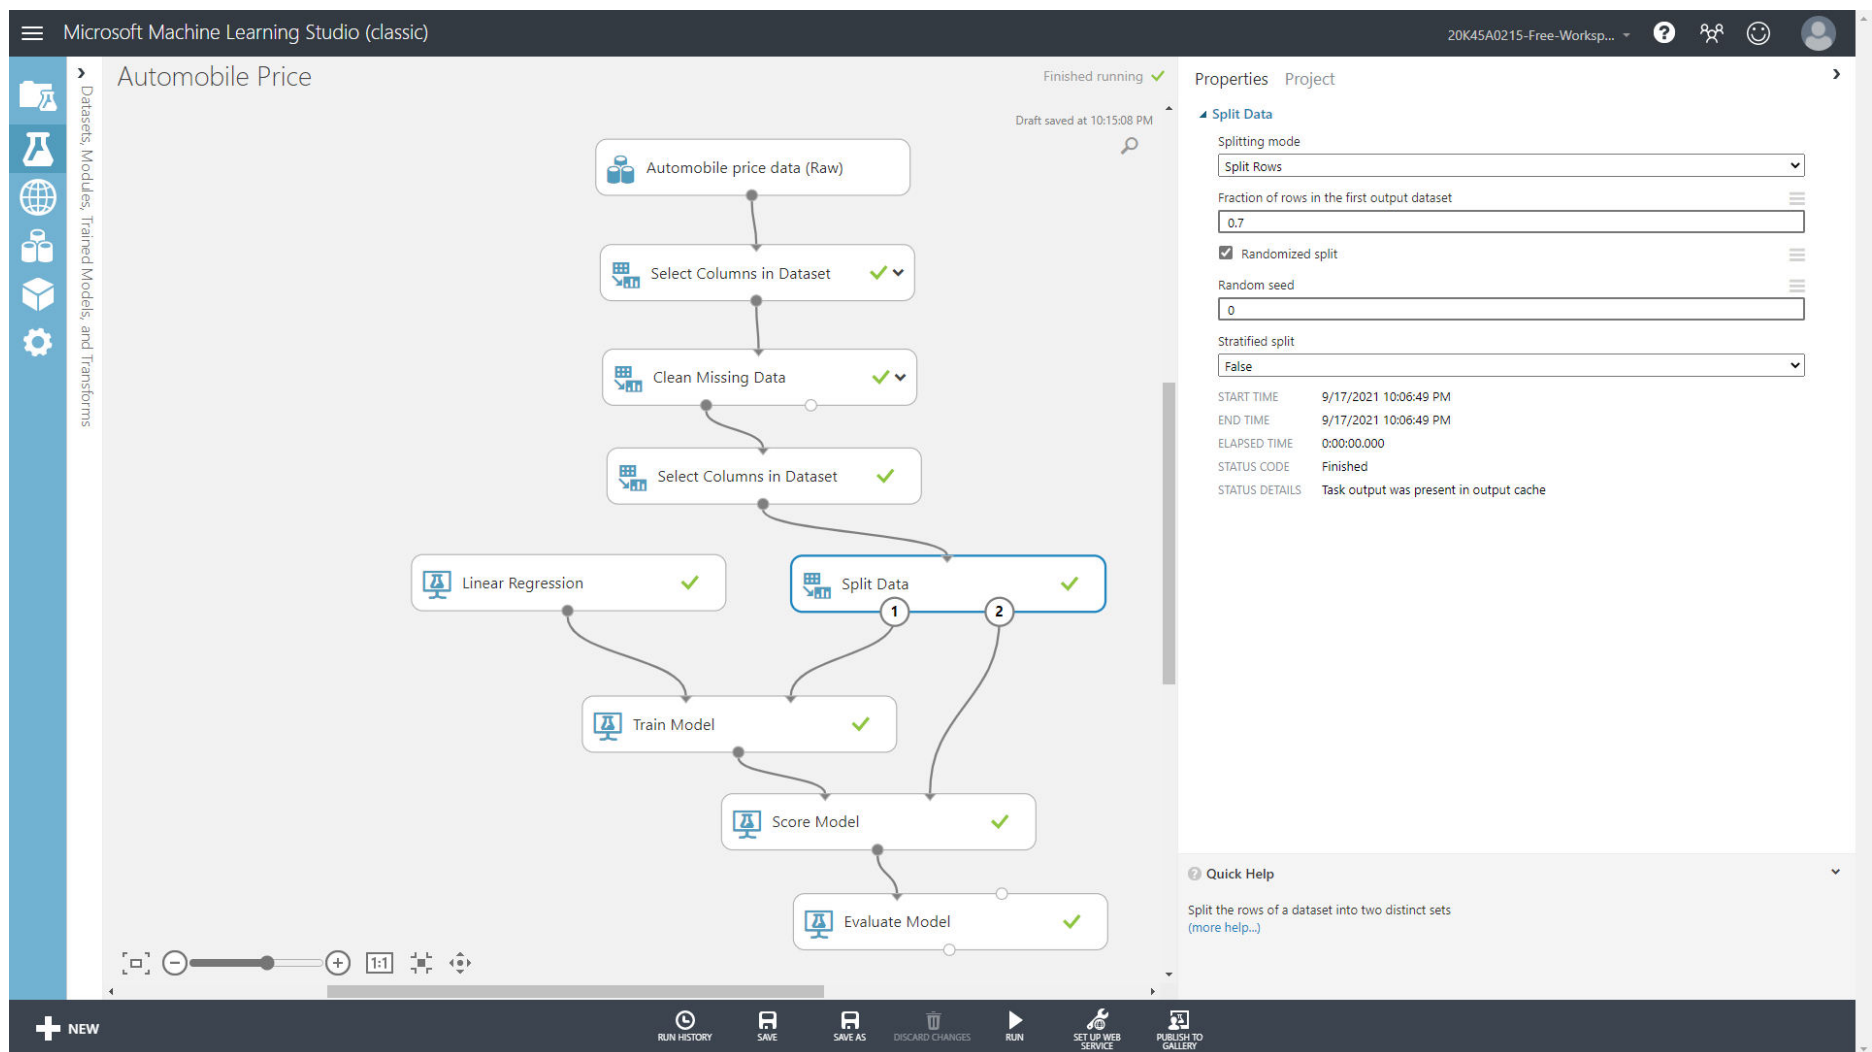 Microsoft Machine Learning Studio (classic)
20K45A0215-Free-Worksp...
?
Datasets, Modules, Trained Models, and Transforms
Automobile Price
Finished running
Draft saved at 10:15:08 PM
Automobile price data (Raw)
Select Columns in Dataset
Clean Missing Data
Select Columns in Dataset
Linear Regression
Split Data
1
2
Train Model
Score Model
Evaluate Model
1:1
Properties Project
Split Data
Splitting mode
Split Rows
Fraction of rows in the first output dataset
0.7
Randomized split
Random seed
0
Stratified split
False
START TIME 9/17/2021 10:06:49 PM
END TIME 9/17/2021 10:06:49 PM
ELAPSED TIME 0:00:00.000
STATUS CODE Finished
STATUS DETAILS Task output was present in output cache
? Quick Help
Split the rows of a dataset into two distinct sets
(more help...)
NEW
RUN HISTORY
SAVE
SAVE AS
DISCARD CHANGES
RUN
SET UP WEB
SERVICE
PUBLISH TO
GALLERY